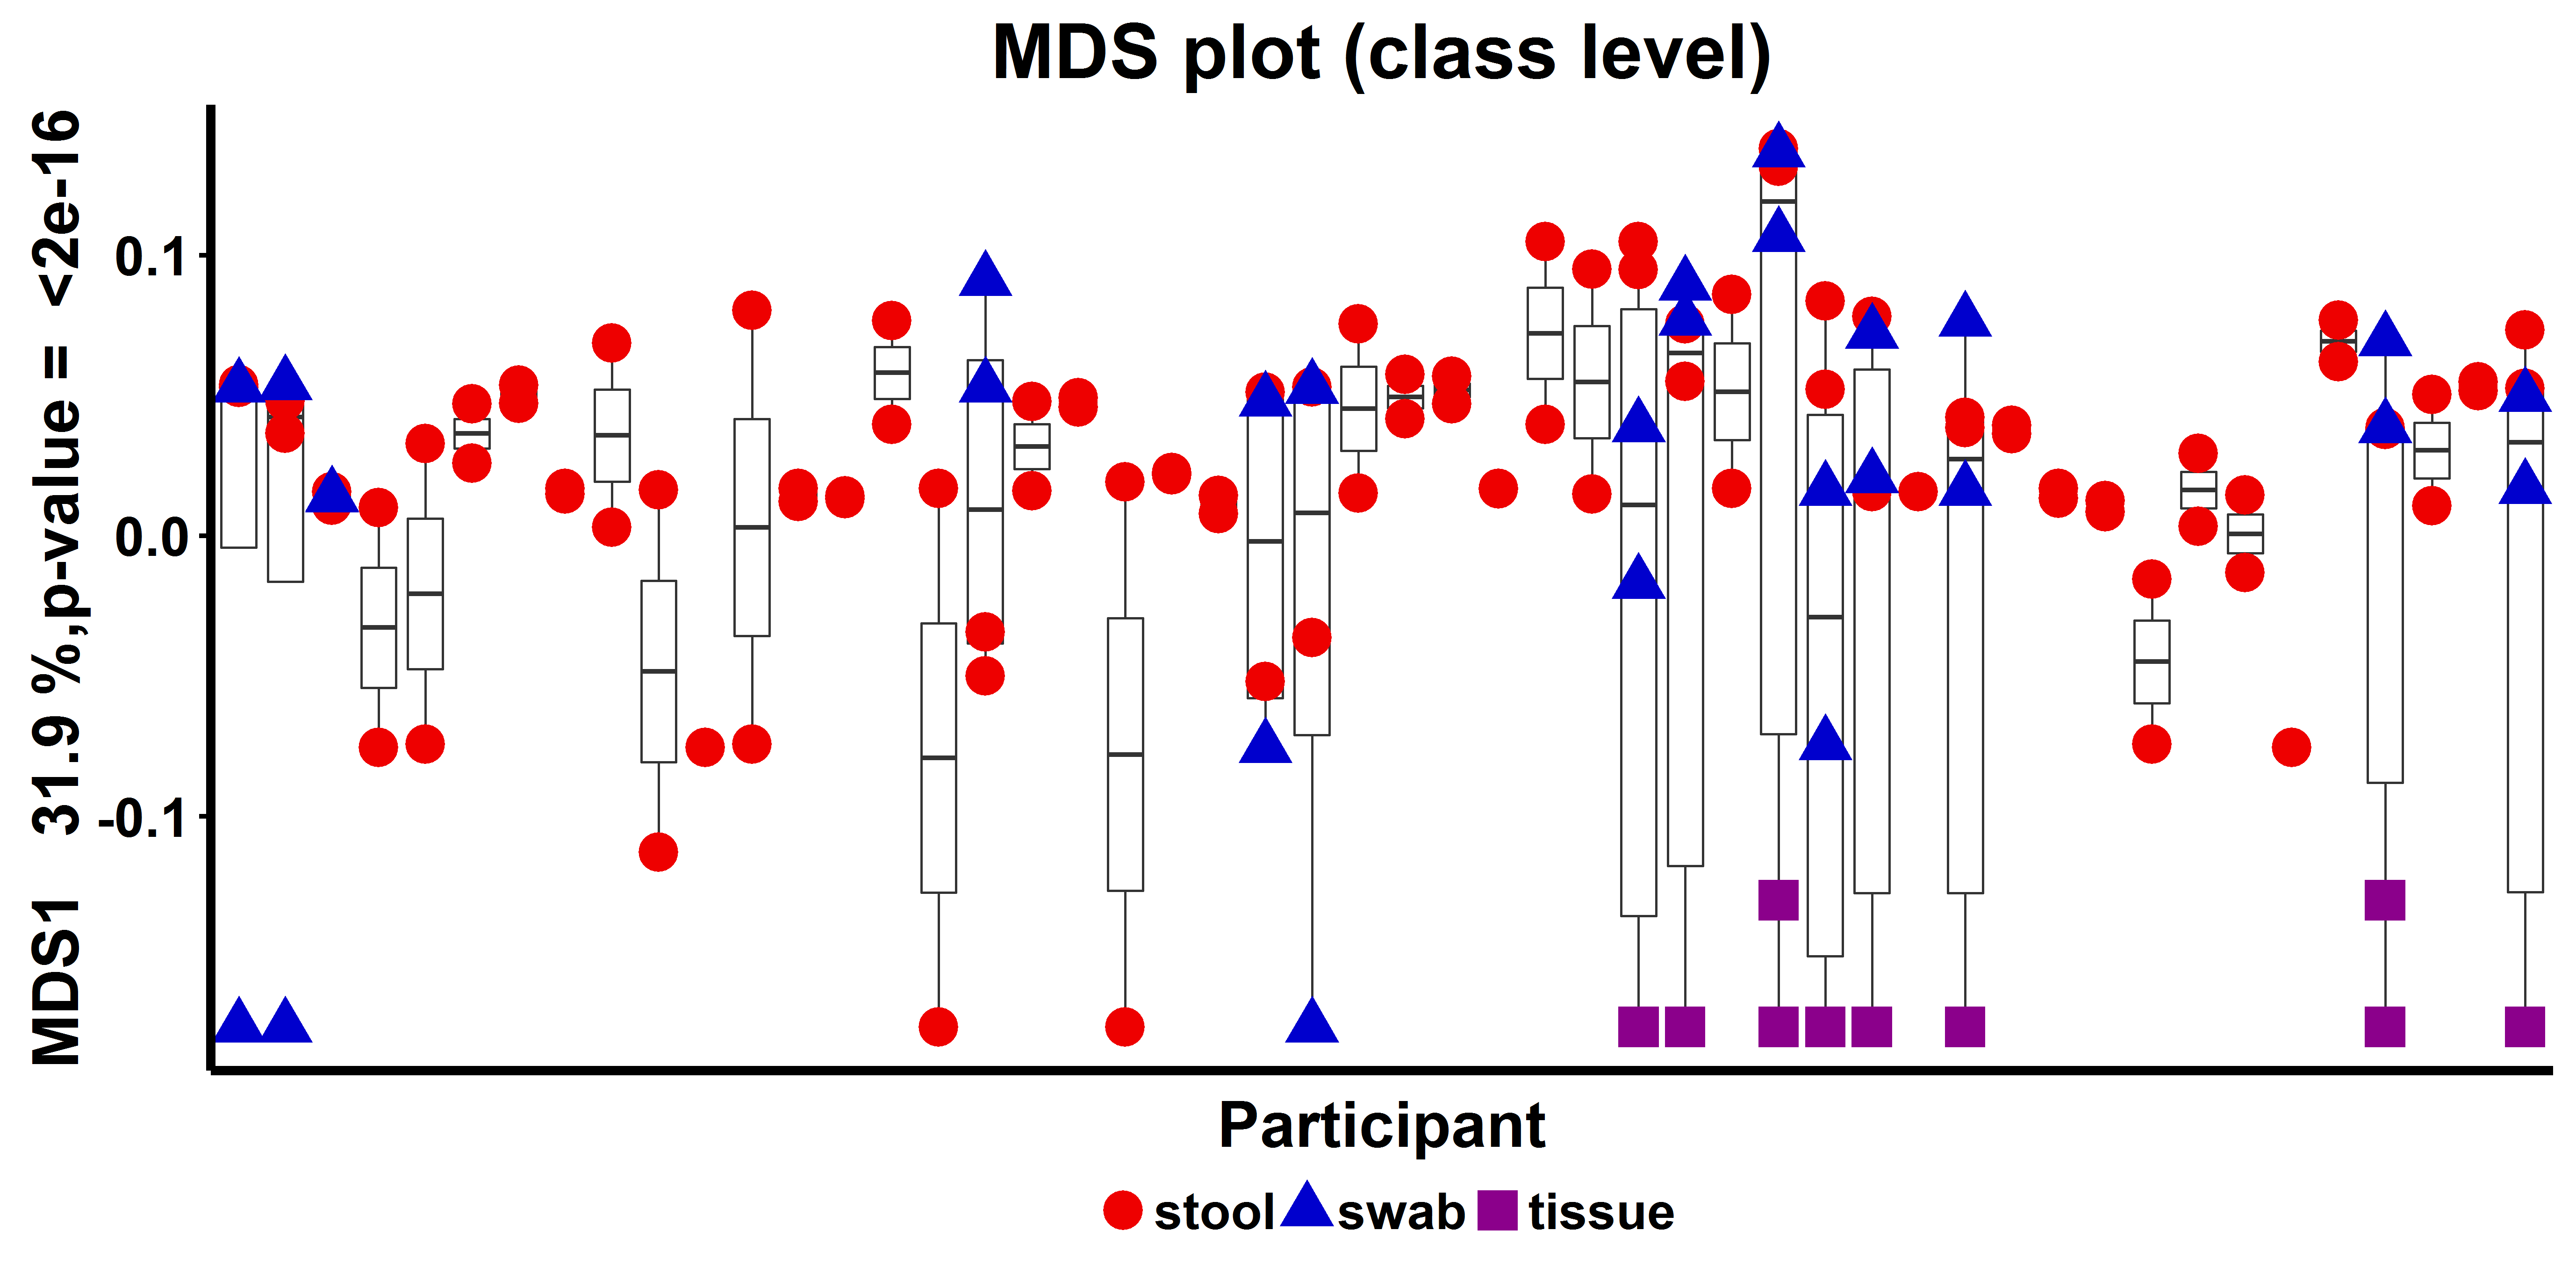 MDS plot (class level)
MDS1 31.9 %,p-value = <2e-16
0.1
0.0
-0.1
Participant
stool swab tissue